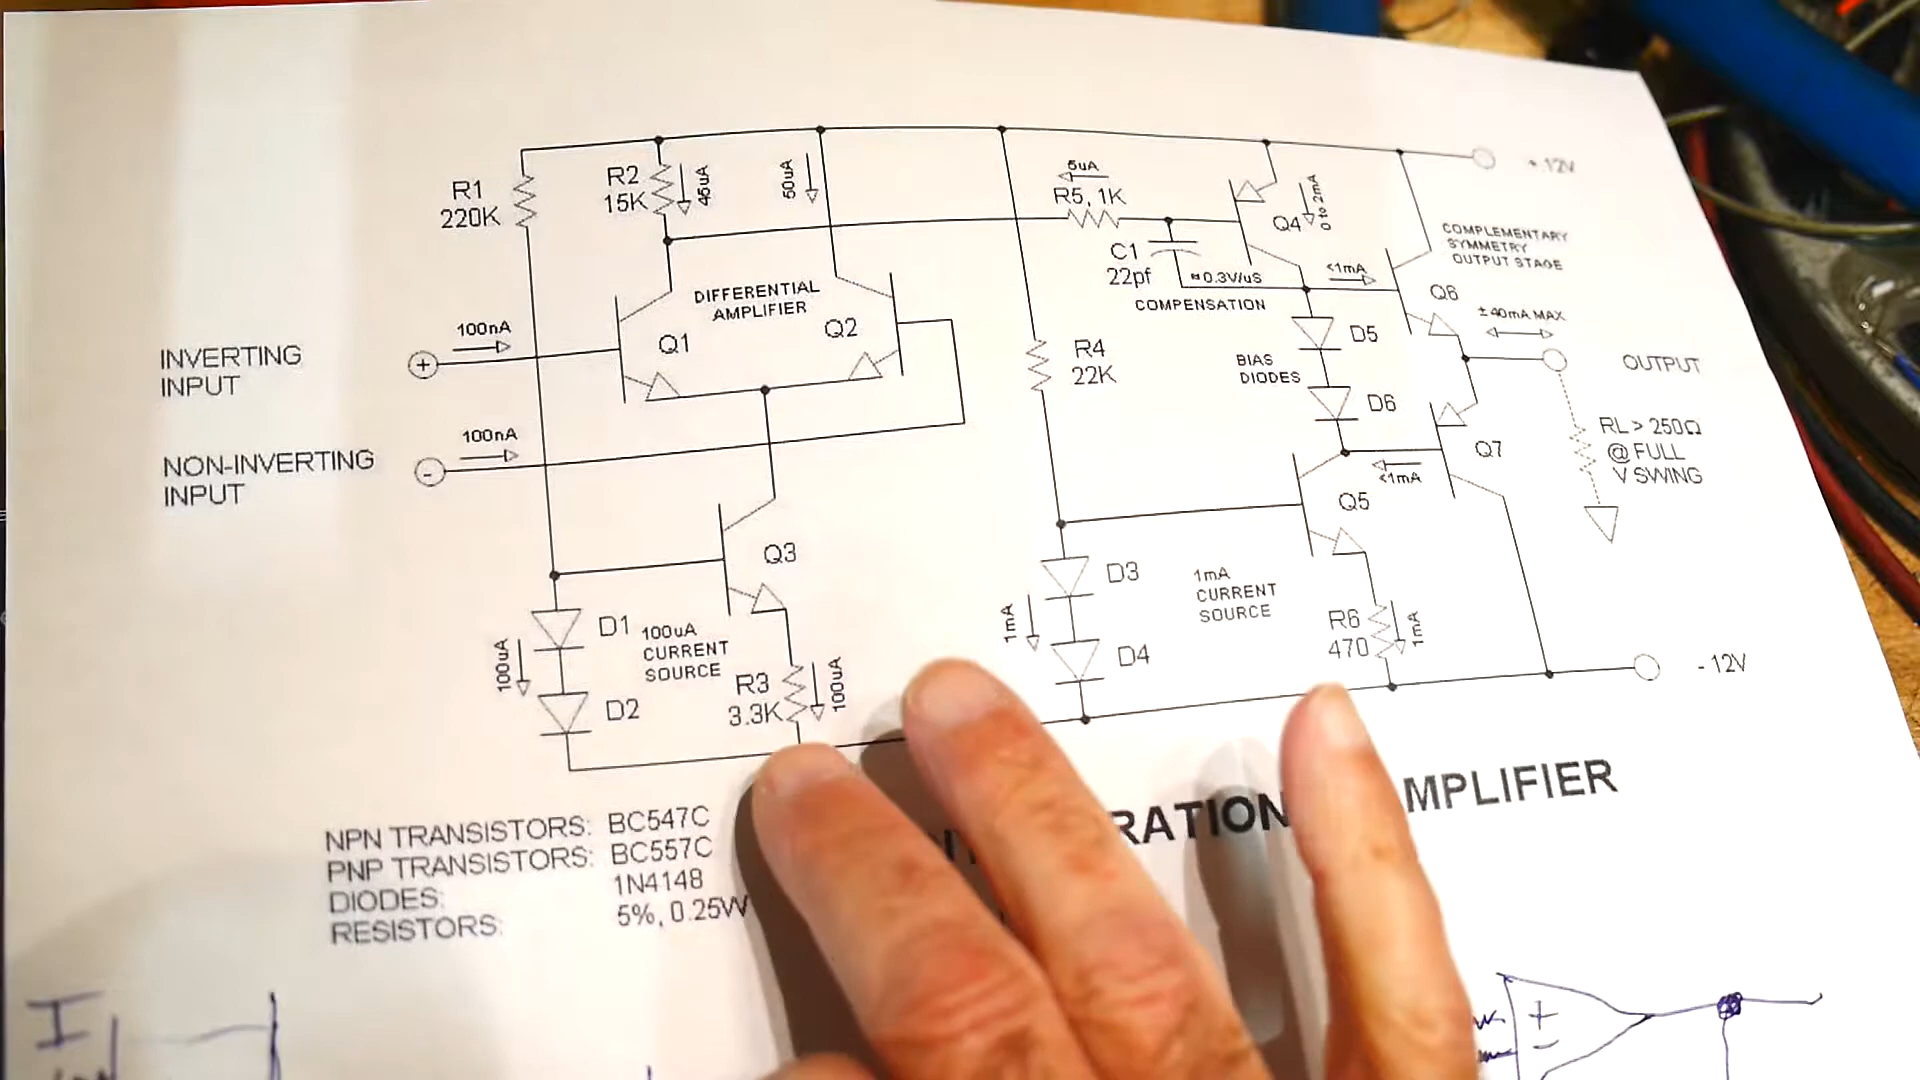 R1
220K
R2
15K
45uA
50uA
5uA
R5, 1K
Q4
0 to 2mA
+ 12V
COMPLEMENTARY
SYMMETRY
OUTPUT STAGE
C1
22pf
≈0.3V/uS
COMPENSATION
<1mA
Q6
±40mA MAX
DIFFERENTIAL
AMPLIFIER
Q1
Q2
100nA
INVERTING
INPUT
+
R4
22K
D5
BIAS
DIODES
D6
OUTPUT
RL > 250Ω
@ FULL
V SWING
100nA
NON-INVERTING
INPUT
-
Q7
<1mA
Q5
Q3
D1
100uA
CURRENT
SOURCE
100uA
D2
R3
3.3K
100uA
D3
1mA
D4
1mA
CURRENT
SOURCE
R6
470
1mA
- 12V
MPLIFIER
RATION
NPN TRANSISTORS: BC547C
PNP TRANSISTORS: BC557C
DIODES: 1N4148
RESISTORS: 5%, 0.25W
I
+
-